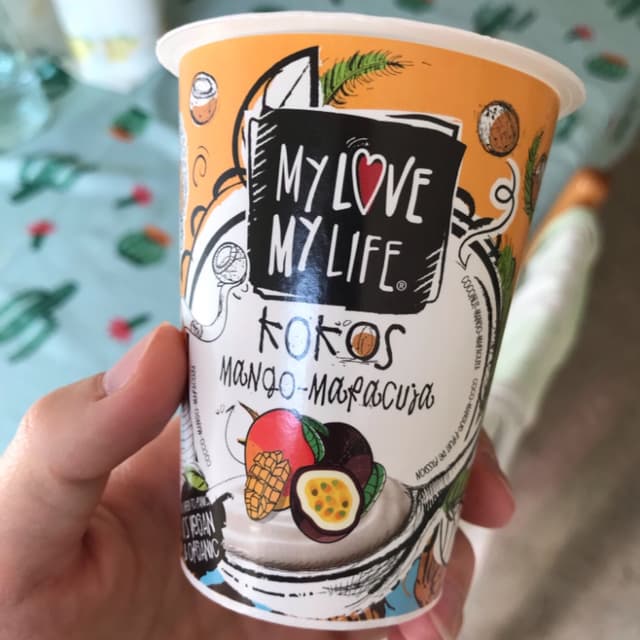 MY LOVE
MY LIFE®
KOKOS
MANGO-MARACUJA
VEGAN
ORGANIC